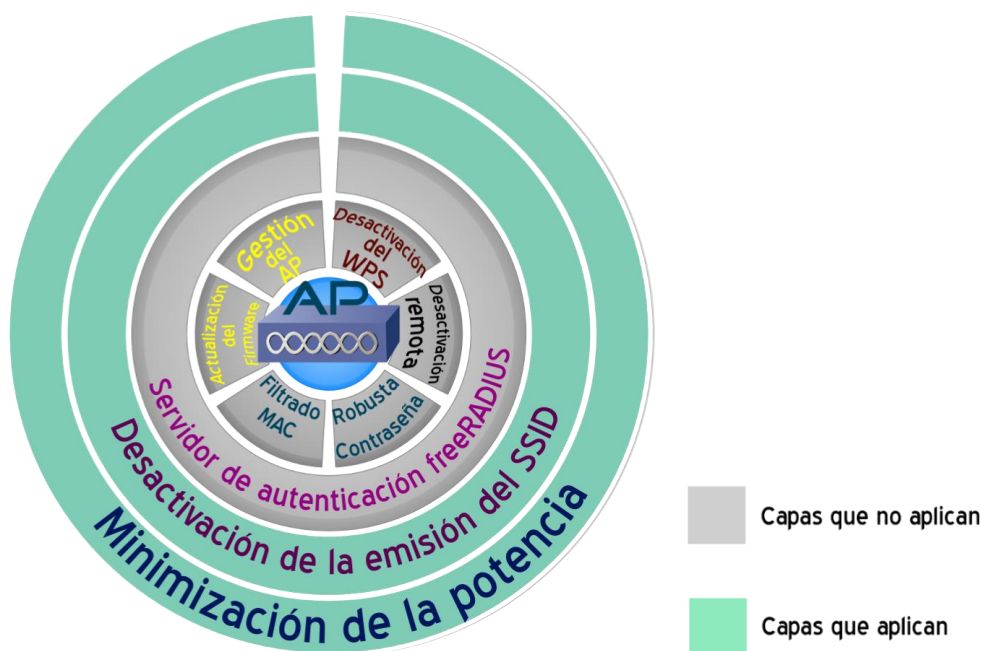 Gestión
del
AP
Desactivación
del
WPS
AP
Actualización
del
Firmware
Desactivación
remota
Filtrado
MAC
Robusta
Contraseña
Servidor de autenticación freeRADIUS
Desactivación de la emisión del SSID
Minimización de la potencia
Capas que no aplican
Capas que aplican